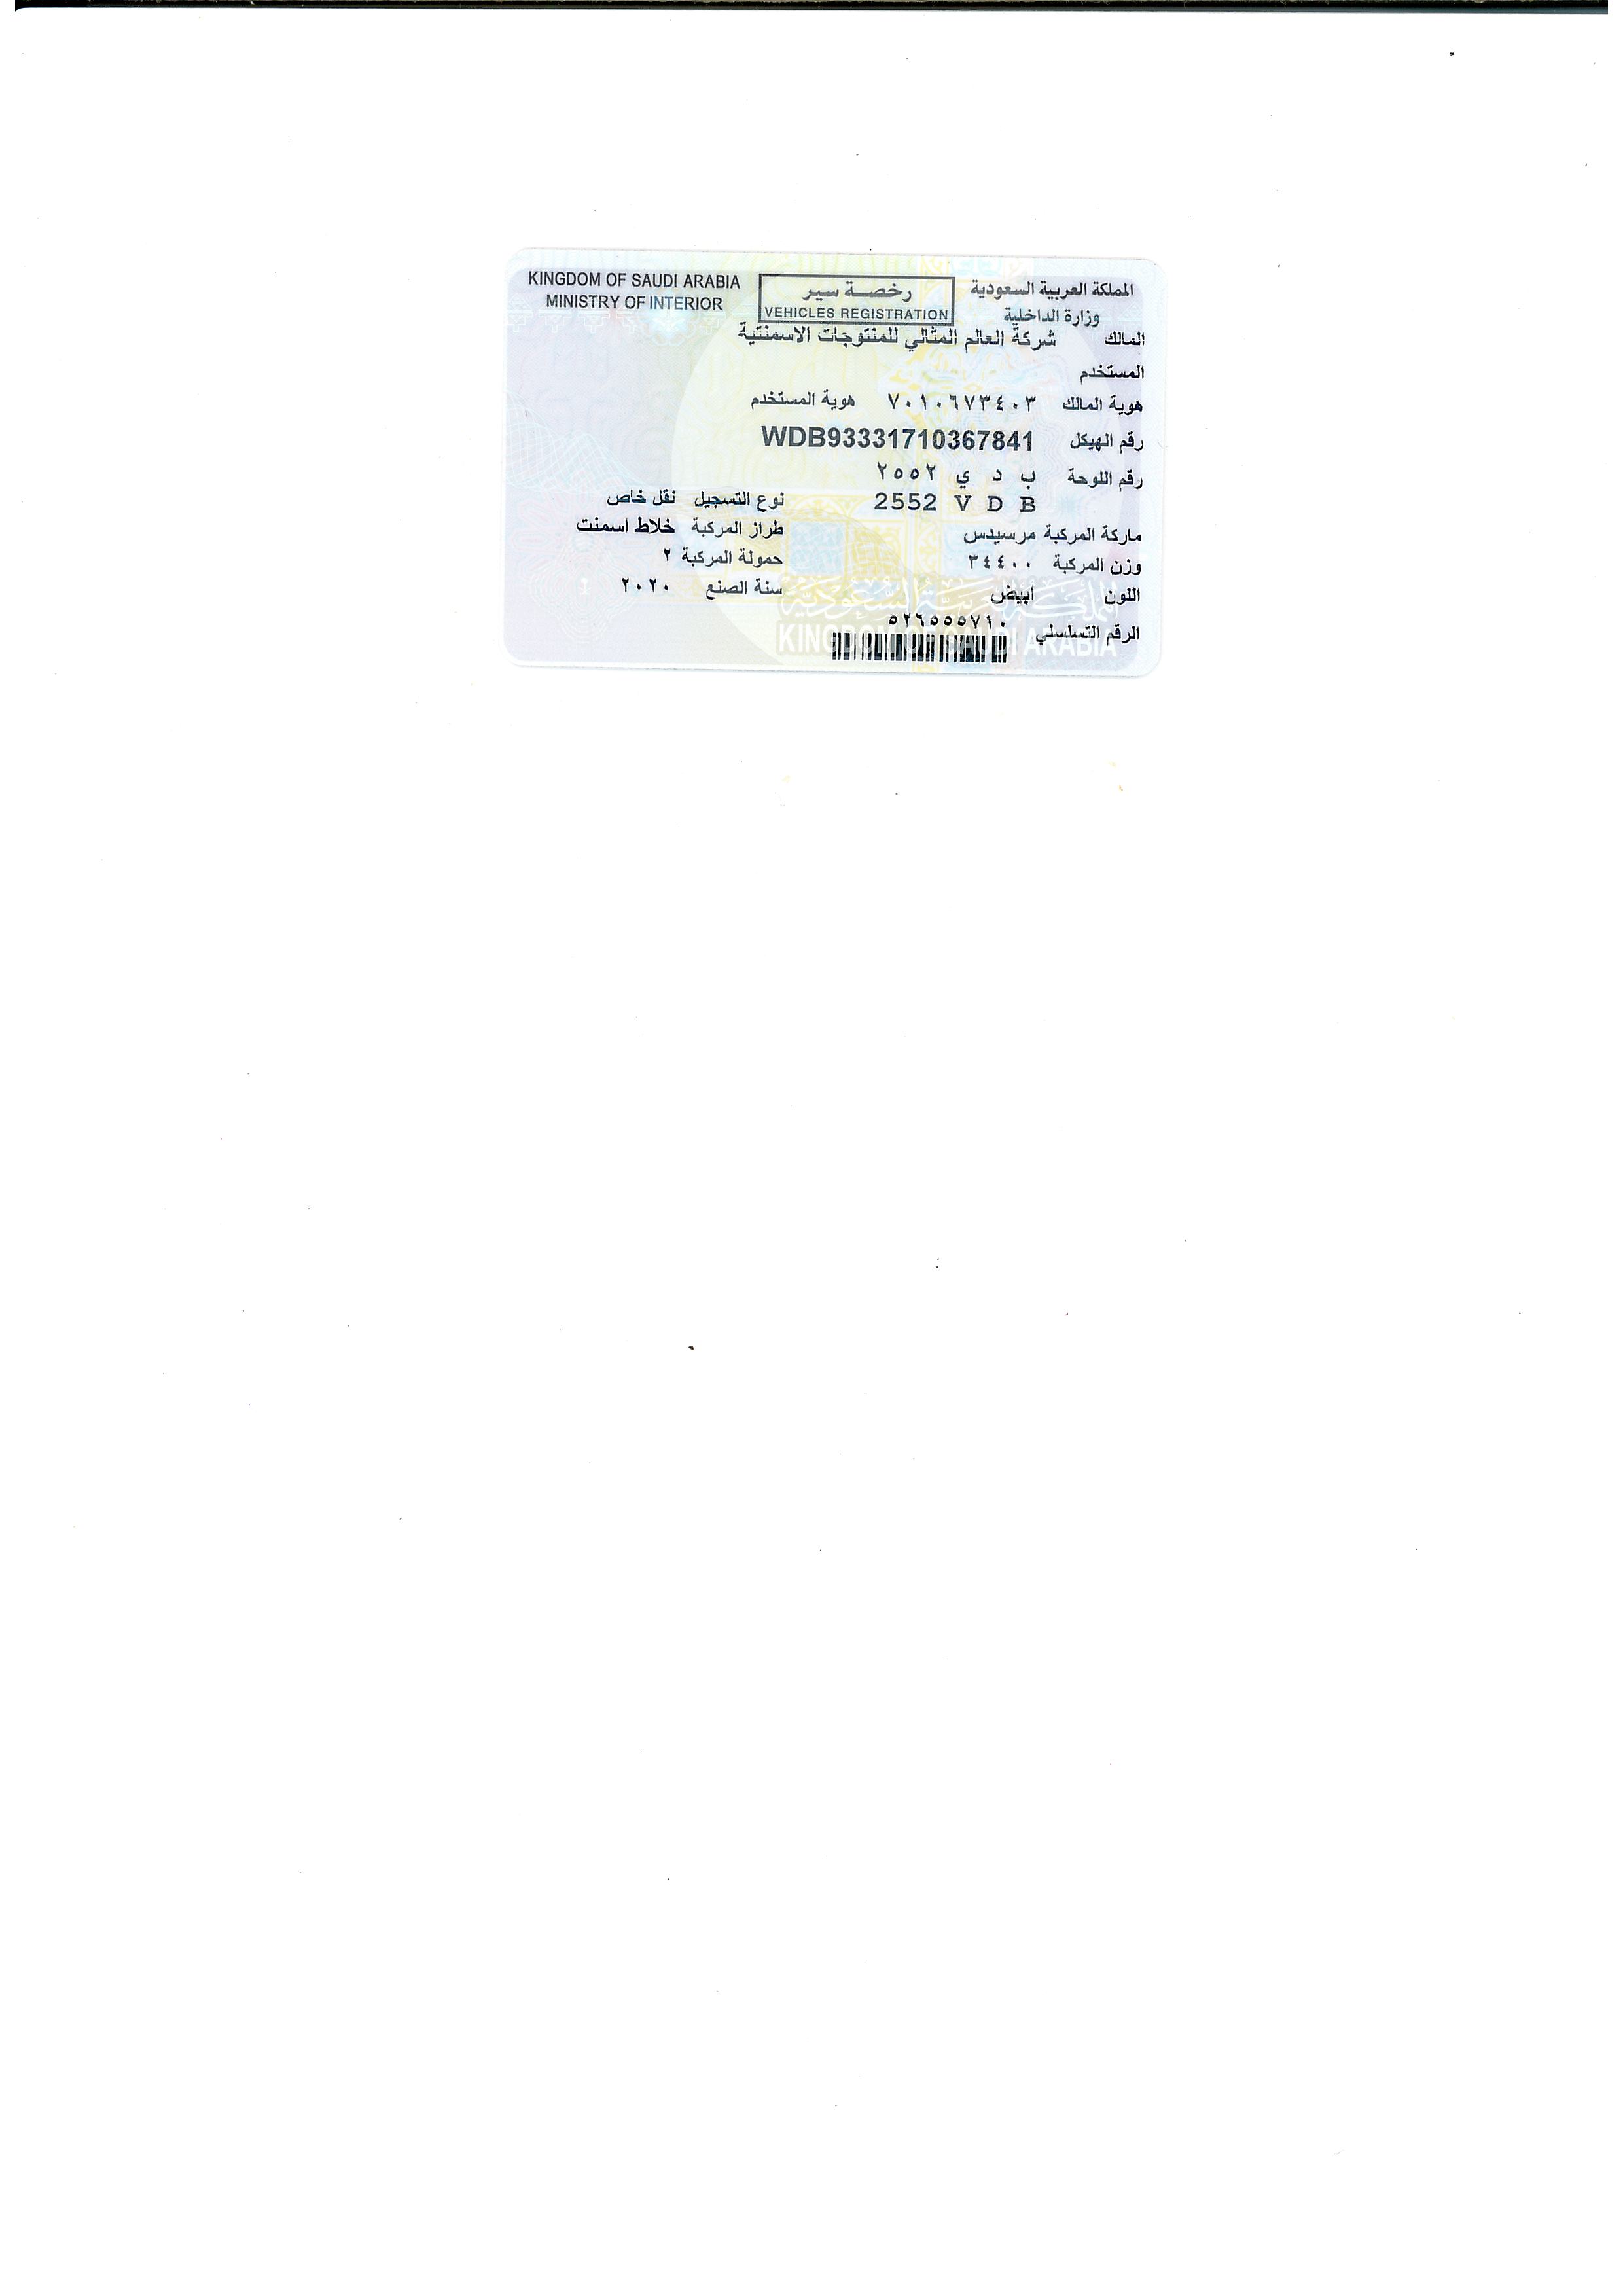 KINGDOM OF SAUDI ARABIA
MINISTRY OF INTERIOR
رخصة سير
VEHICLES REGISTRATION
المملكة العربية السعودية
وزارة الداخلية
المالك شركة العالم المثالي للمنتوجات الاسمنتية
المستخدم
هوية المالك ٧٠١٠٦٧٣٤٠٣ هوية المستخدم
رقم الهيكل WDB93331710367841
رقم اللوحة ب د ي ٢٥٥٢
2552 V D B
نوع التسجيل نقل خاص
ماركة المركبة مرسيدس طراز المركبة خلاط اسمنت
وزن المركبة ٣٤٤٠٠ حمولة المركبة ٢
اللون ابيض سنة الصنع ٢٠٢٠
الرقم التسلسلي ٥٢٦٥٥٥٧١٠
المملكة العربية السعودية
KINGDOM OF SAUDI ARABIA